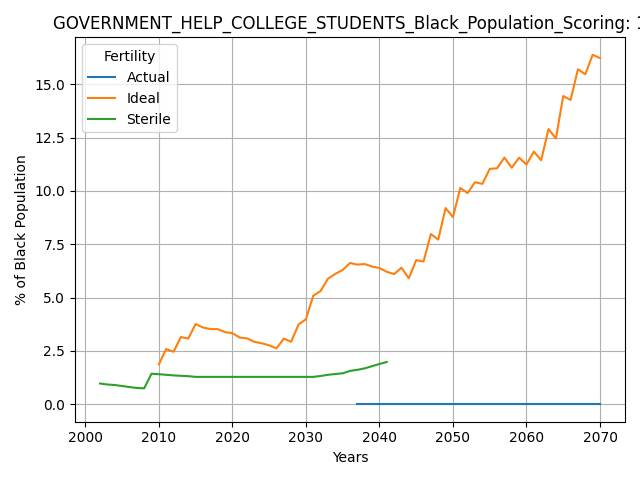 GOVERNMENT_HELP_COLLEGE_STUDENTS_Black_Population_Scoring:
Fertility
Actual
Ideal
Sterile
% of Black Population
15.0
12.5
10.0
7.5
5.0
2.5
0.0
2000 2010 2020 2030 2040 2050 2060 2070
Years